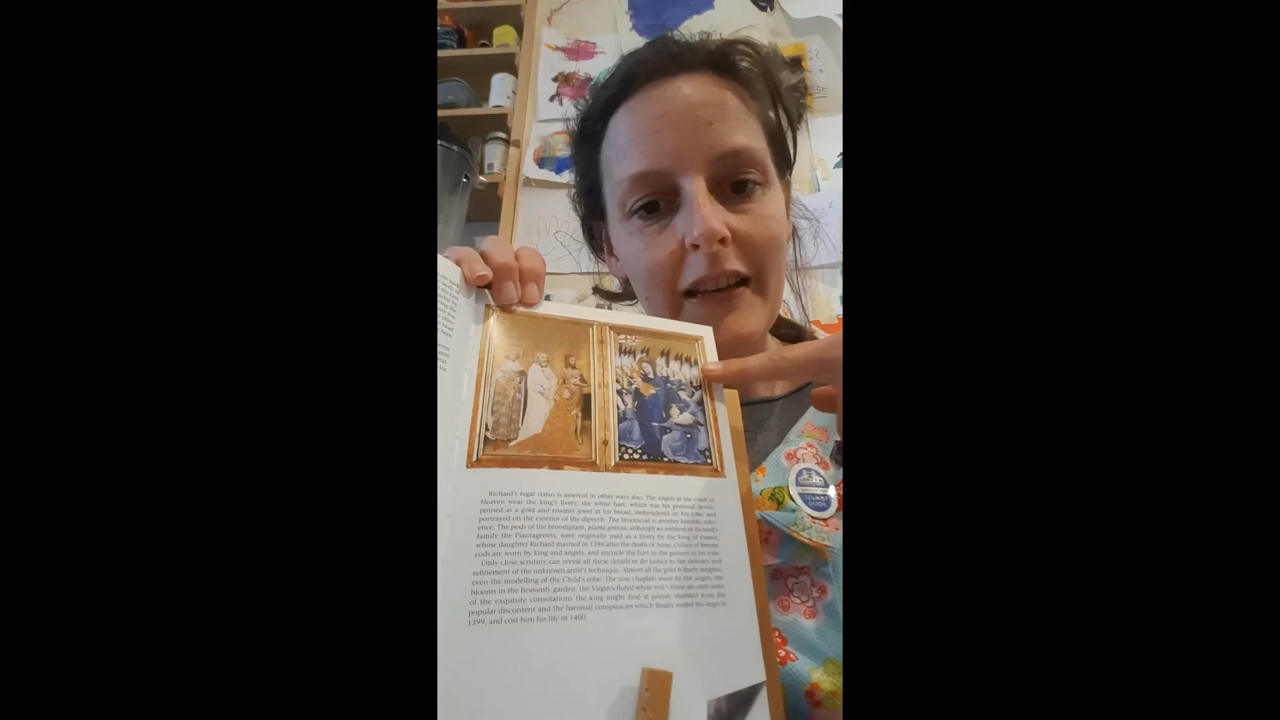 Richard's regal status is asserted in other ways also. The angels at the court of
Heaven wear the king's livery, the white hart, which was his personal device,
pinned as a gold and enamel jewel at his breast, embroidered on his robe, and
portrayed on the exterior of the diptych. The broomcod is another heraldic refer-
ence. The pods of the broomplant, planta genista, although an emblem of Richard's
family the Plantagenets, were originally used as a livery by the king of France,
whose daughter Richard married in 1396 after the death of Anne. Collars of broom-
cods are worn by king and angels, and encircle the hart in the pattern of his robe.
Only close scrutiny can reveal all these details or do justice to the delicacy and
refinement of the unknown artist's technique. Almost all the gold is finely stippled,
even the modelling of the Child's robe. The rose chaplets worn by the angels, the
blooms in the heavenly garden, the Virgin's fluted white veil – these are only some
of the exquisite consolations the king might find at prayer, shielded from the
popular discontent and the baronial conspiracies which finally ended his reign in
1399, and cost him his life in 1400.
TOURIST
GUIDE